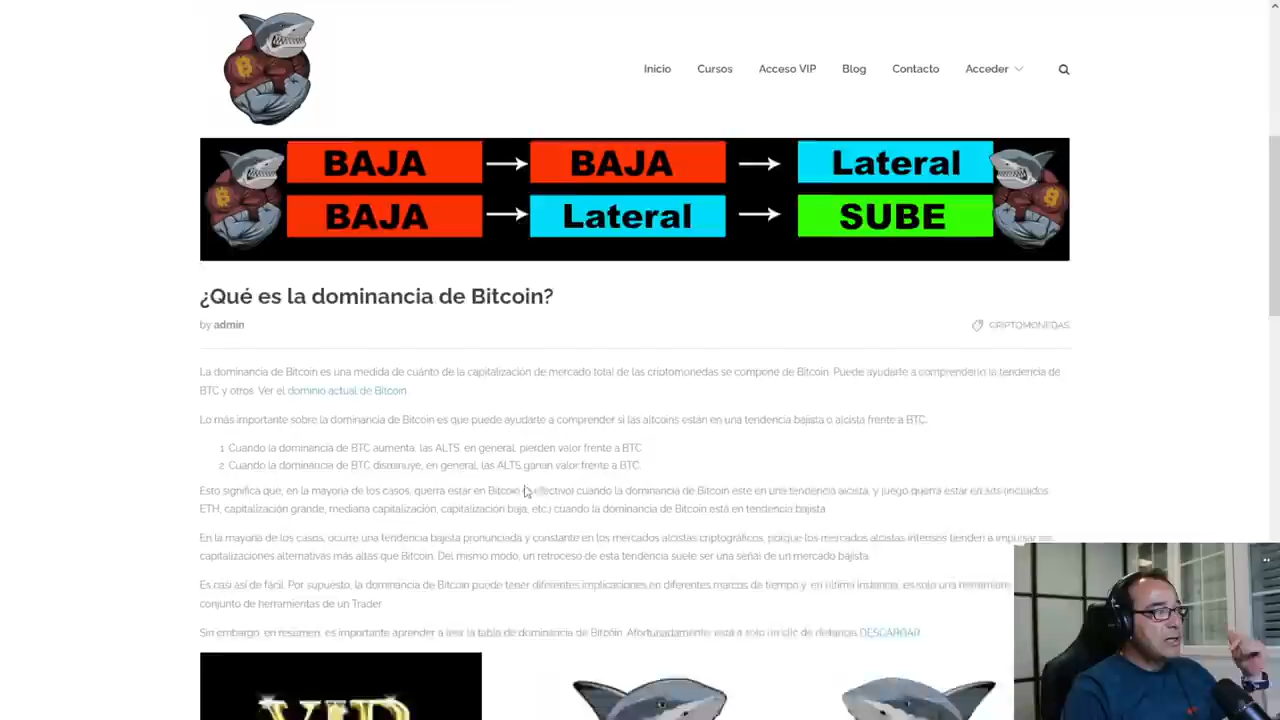 Inicio Cursos Acceso VIP Blog Contacto Acceder
BAJA BAJA Lateral
BAJA Lateral SUBE
¿Qué es la dominancia de Bitcoin?
by admin CRIPTOMONEDAS
La dominancia de Bitcoin es una medida de cuánto de la capitalización de mercado total de las criptomonedas se compone de Bitcoin. Puede ayudarte a comprenderlo la tendencia de
BTC y otros. Ver el dominio actual de Bitcoin.
Lo más importante sobre la dominancia de Bitcoin es que puede ayudarte a comprender si las altcoins están en una tendencia bajista o alcista frente a BTC.
1 Cuando la dominancia de BTC aumenta, las ALTS, en general, pierden valor frente a BTC.
2 Cuando la dominancia de BTC disminuye, en general, las ALTS ganan valor frente a BTC.
Esto significa que, en la mayoría de los casos, querrá estar en Bitcoin efectivo) cuando la dominancia de Bitcoin esté en una tendencia alcista, y luego querrá estar en alts (incluidos
ETH, capitalización grande, mediana capitalización, capitalización baja, etc.) cuando la dominancia de Bitcoin está en tendencia bajista.
En la mayoría de los casos, ocurre una tendencia bajista pronunciada y constante en los mercados alcistas criptográficos, porque los mercados alcistas intensos tienden a impulsar
capitalizaciones alternativas más altas que Bitcoin. Del mismo modo, un retroceso de esta tendencia suele ser una señal de un mercado bajista.
Es casi así de fácil. Por supuesto, la dominancia de Bitcoin puede tener diferentes implicaciones en diferentes marcos de tiempo y, en última instancia, es solo una
conjunto de herramientas de un Trader
Sin embargo, en resumen, es importante aprender a leer la tabla de dominancia de Bitcoin. Afortunadamente está a solo un clic de distancia. DESCARGAR
VIP